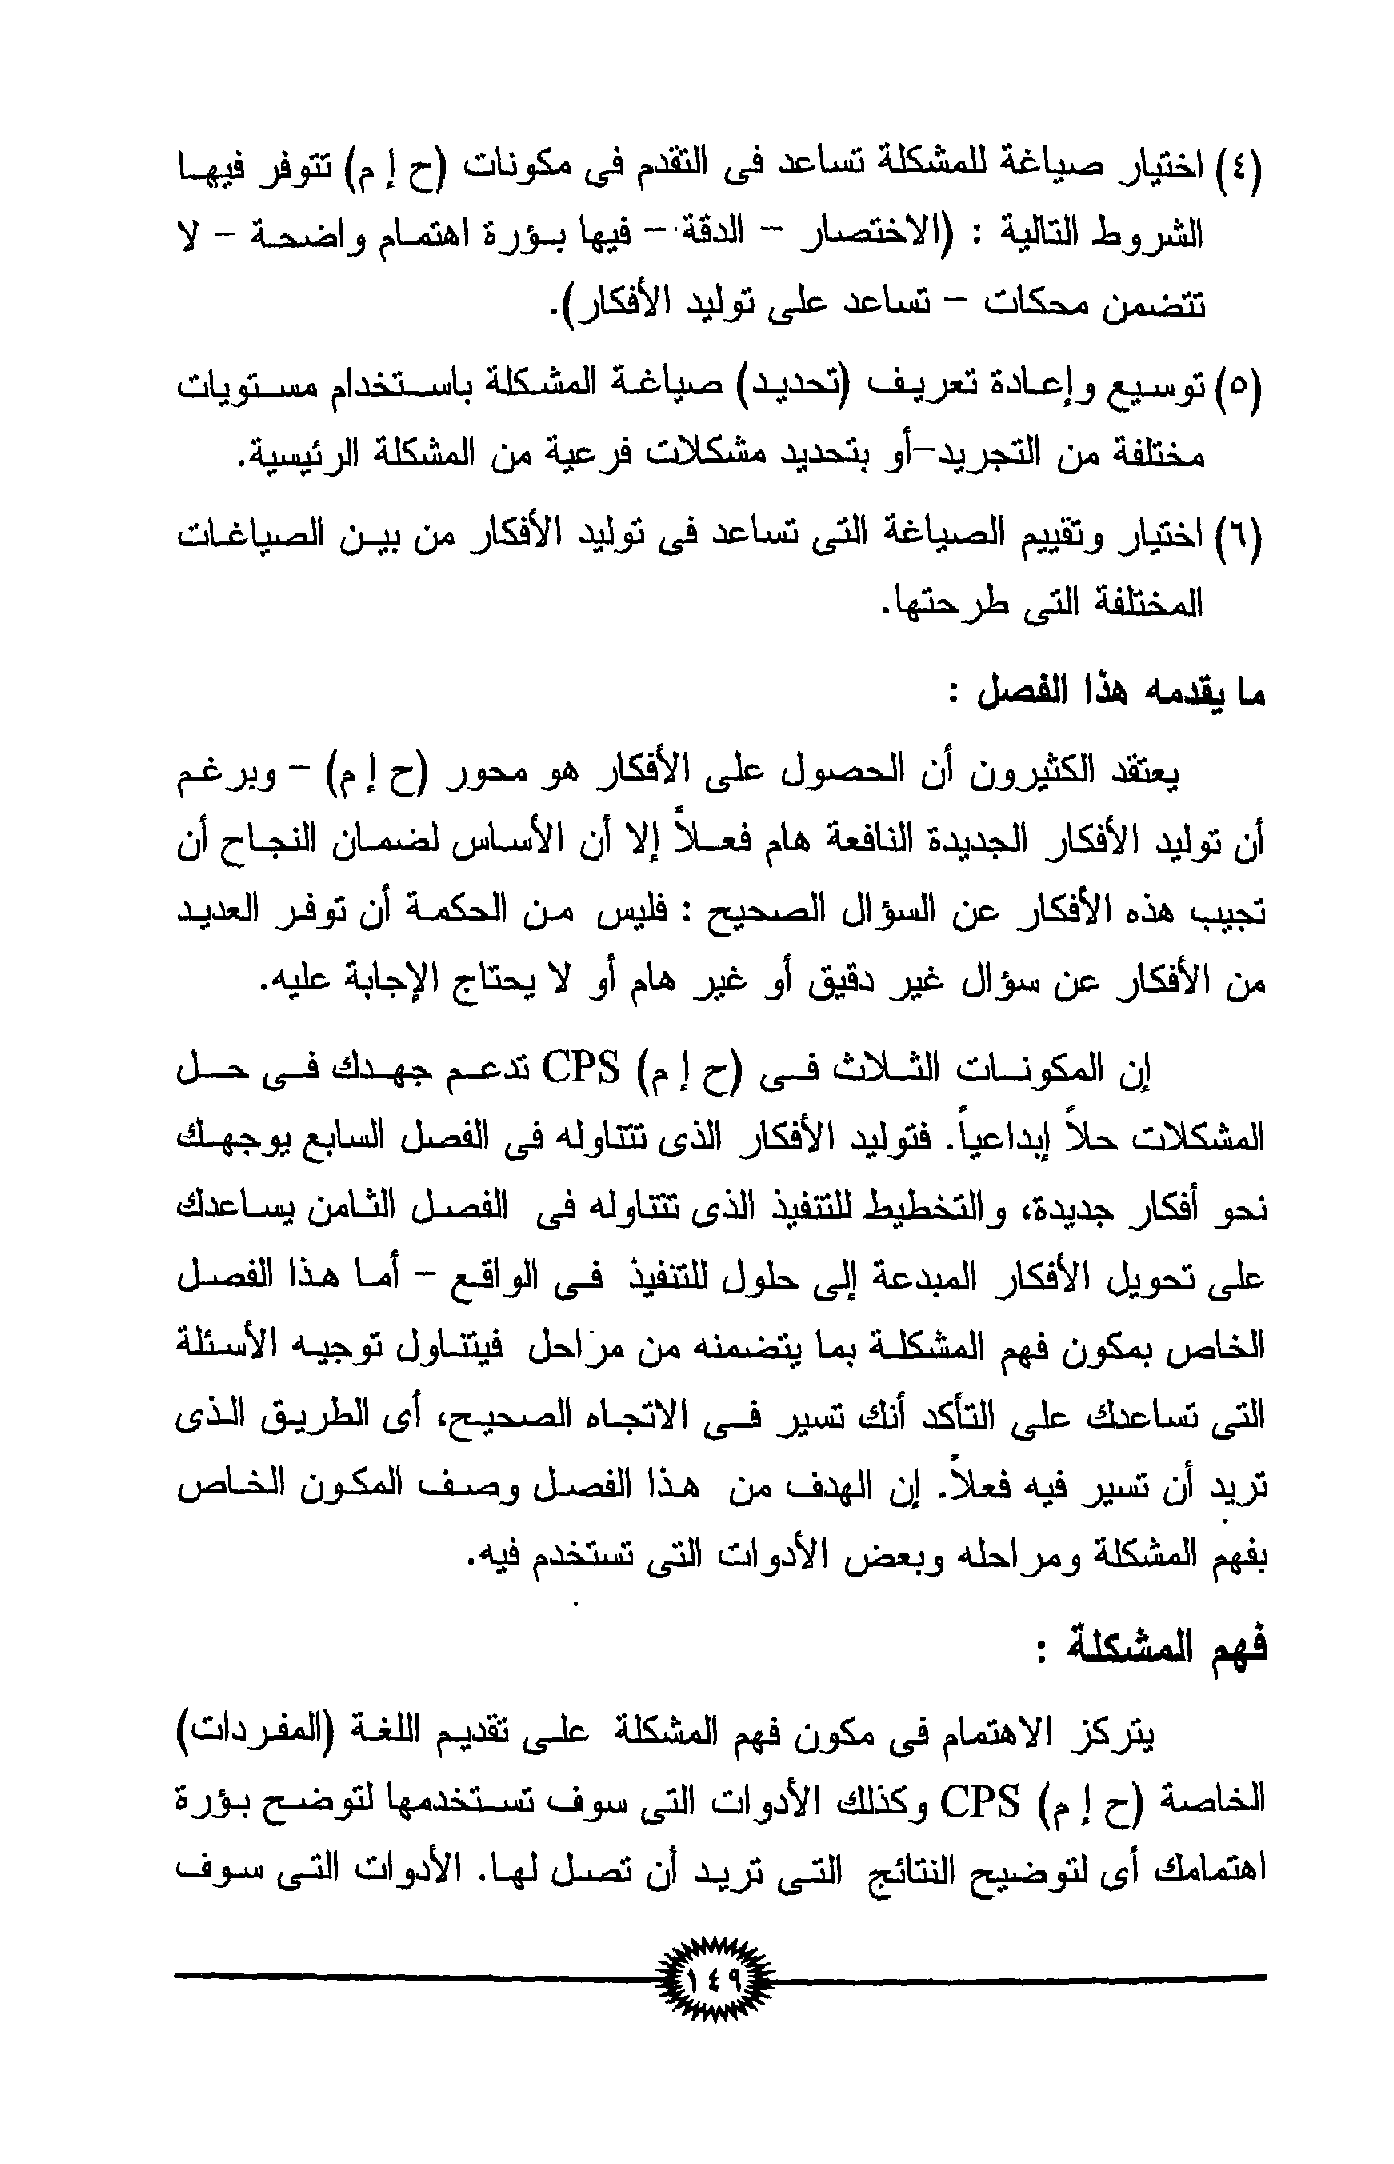 (٤) اختيار صياغة للمشكلة تساعد فى التقدم فى مكونات (ح إ م) تتوفر فيها
الشروط التالية : (الاختصار - الدقة - فيها بؤرة اهتمام واضحة - لا
تتضمن محكات - تساعد على توليد الأفكار).
(٥) توسيع وإعادة تعريف (تحديد) صياغة المشكلة باستخدام مستويات
مختلفة من التجريد-أو بتحديد مشكلات فرعية من المشكلة الرئيسية.
(٦) اختيار وتقييم الصياغة التى تساعد فى توليد الأفكار من بين الصياغات
المختلفة التى طرحتها.
ما يقدمه هذا الفصل :
يعتقد الكثيرون أن الحصول على الأفكار هو محور (ح إ م) - وبرغم
أن توليد الأفكار الجديدة النافعة هام فعلاً إلا أن الأساس لضمان النجاح أن
تجيب هذه الأفكار عن السؤال الصحيح : فليس من الحكمة أن توفر العديد
من الأفكار عن سؤال غير دقيق أو غير هام أو لا يحتاج الإجابة عليه.
إن المكونات الثلاث فى (ح إ م) CPS تدعم جهدك فى حل
المشكلات حلاً إبداعياً. فتوليد الأفكار الذى نتناوله فى الفصل السابع يوجهك
نحو أفكار جديدة، والتخطيط للتنفيذ الذى نتناوله فى الفصل الثامن يساعدك
على تحويل الأفكار المبدعة إلى حلول للتنفيذ فى الواقع - أما هذا الفصل
الخاص بمكون فهم المشكلة بما يتضمنه من مراحل فيتناول توجيه الأسئلة
التى تساعدك على التأكد أنك تسير فى الاتجاه الصحيح، أى الطريق الذى
تريد أن تسير فيه فعلاً. إن الهدف من هذا الفصل وصف المكون الخاص
بفهم المشكلة ومراحله وبعض الأدوات التى تستخدم فيه.
فهم المشكلة :
يتركز الاهتمام فى مكون فهم المشكلة على تقديم اللغة (المفردات)
الخاصة (ح إ م) CPS وكذلك الأدوات التى سوف تستخدمها لتوضح بؤرة
اهتمامك أى لتوضيح النتائج التى تريد أن تصل لها. الأدوات التى سوف
١٤٩